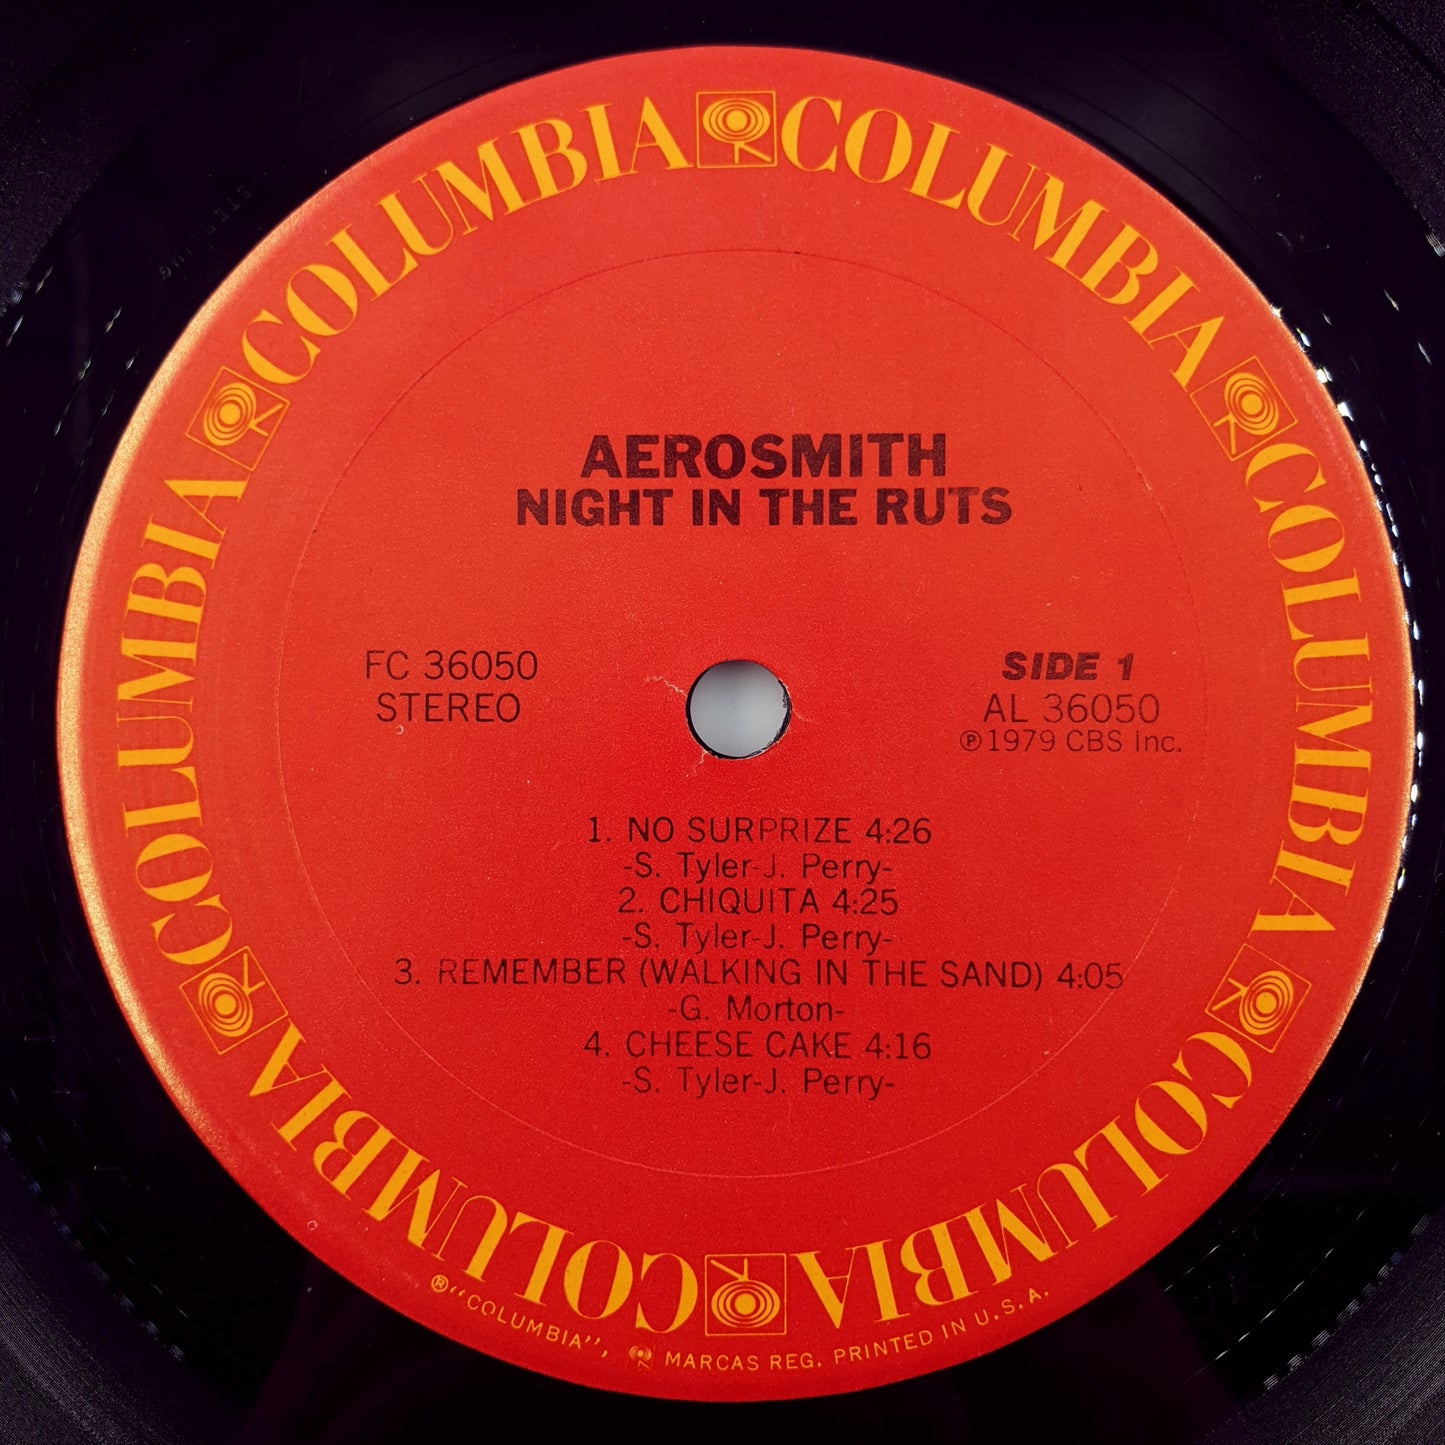 COLUMBIA COLUMBIA COLUMBIA COLUMBIA COLUMBIA COLUMBIA
AEROSMITH
NIGHT IN THE RUTS
FC 36050
STEREO
SIDE 1
AL 36050
℗ 1979 CBS Inc.
1. NO SURPRIZE 4:26
-S. Tyler-J. Perry-
2. CHIQUITA 4:25
-S. Tyler-J. Perry-
3. REMEMBER (WALKING IN THE SAND) 4:05
-G. Morton-
4. CHEESE CAKE 4:16
-S. Tyler-J. Perry-
® "COLUMBIA", MARCAS REG. PRINTED IN U.S.A.
STERLING